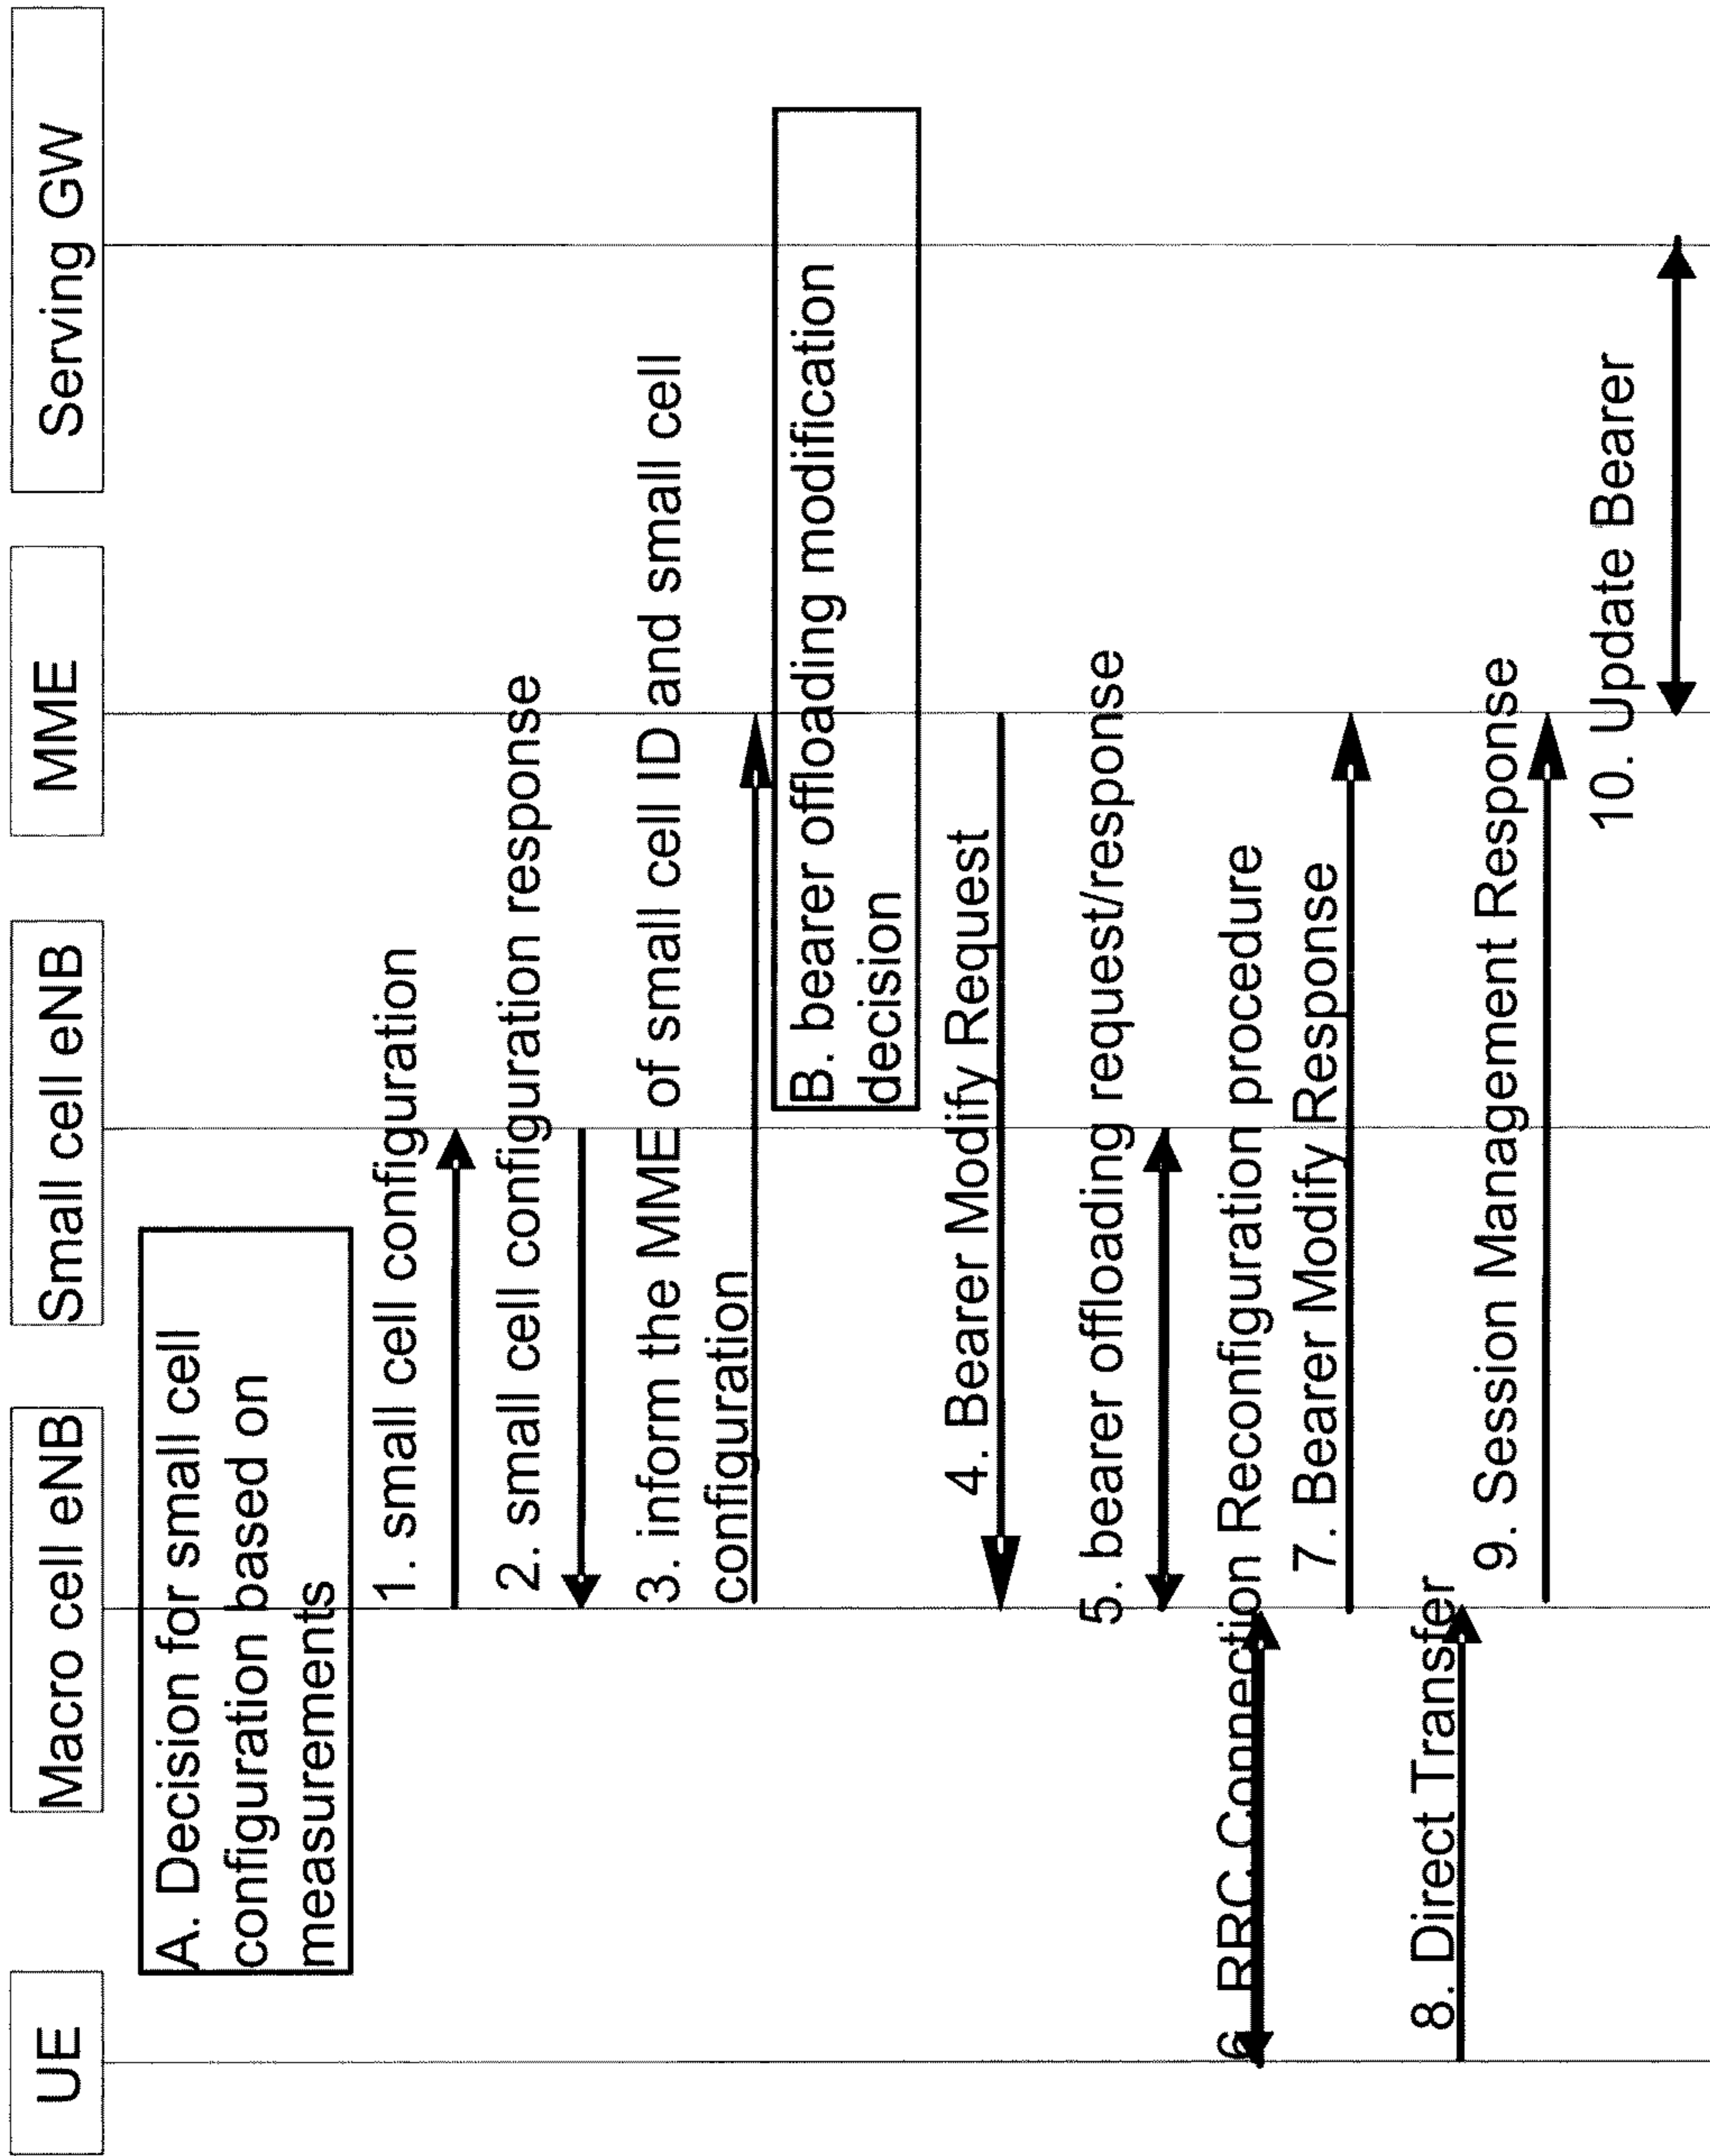 UE
Macro cell eNB
Small cell eNB
MME
Serving GW
A. Decision for small cell
configuration based on
measurements
1. small cell configuration
2. small cell configuration response
3. inform the MME of small cell ID and small cell
configuration
B. bearer offloading modification
decision
4. Bearer Modify Request
5. bearer offloading request/response
6. RRC Connection Reconfiguration procedure
7. Bearer Modify Response
8. Direct Transfer
9. Session Management Response
10. Update Bearer